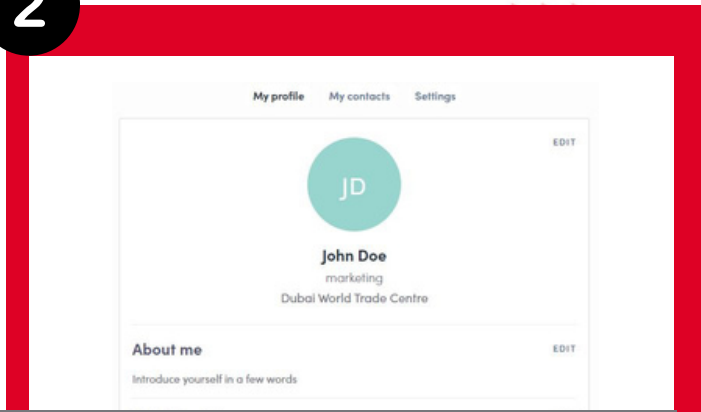 2
My profile My contacts Settings
EDIT
JD
John Doe
marketing
Dubai World Trade Centre
About me EDIT
Introduce yourself in a few words